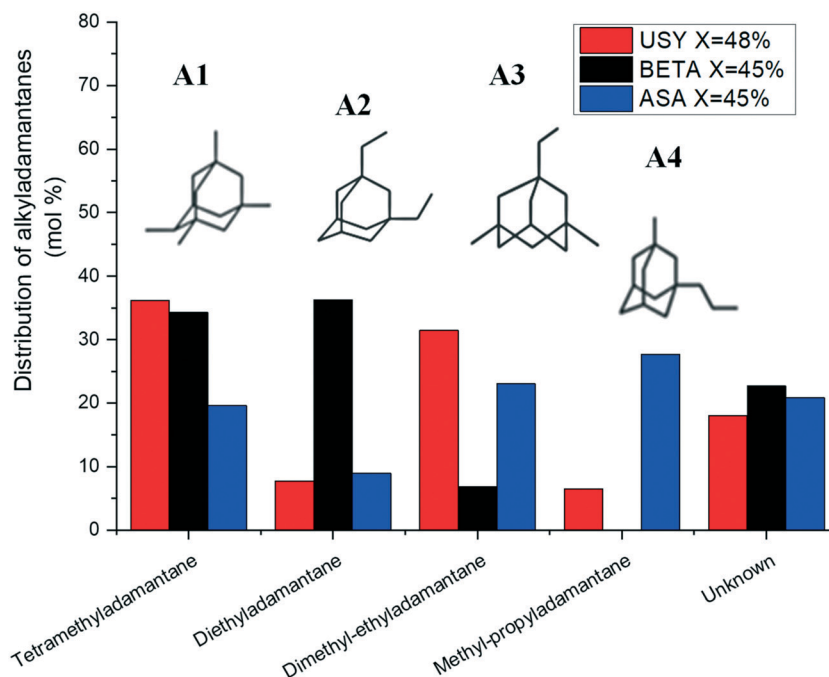 80
70
60
50
40
30
20
10
0
Distribution of alkyladamantanes
(mol %)
A1
A2
A3
A4
USY X=48%
BETA X=45%
ASA X=45%
Tetramethyladamantane
Diethyladamantane
Dimethyl-ethyladamantane
Methyl-propyladamantane
Unknown